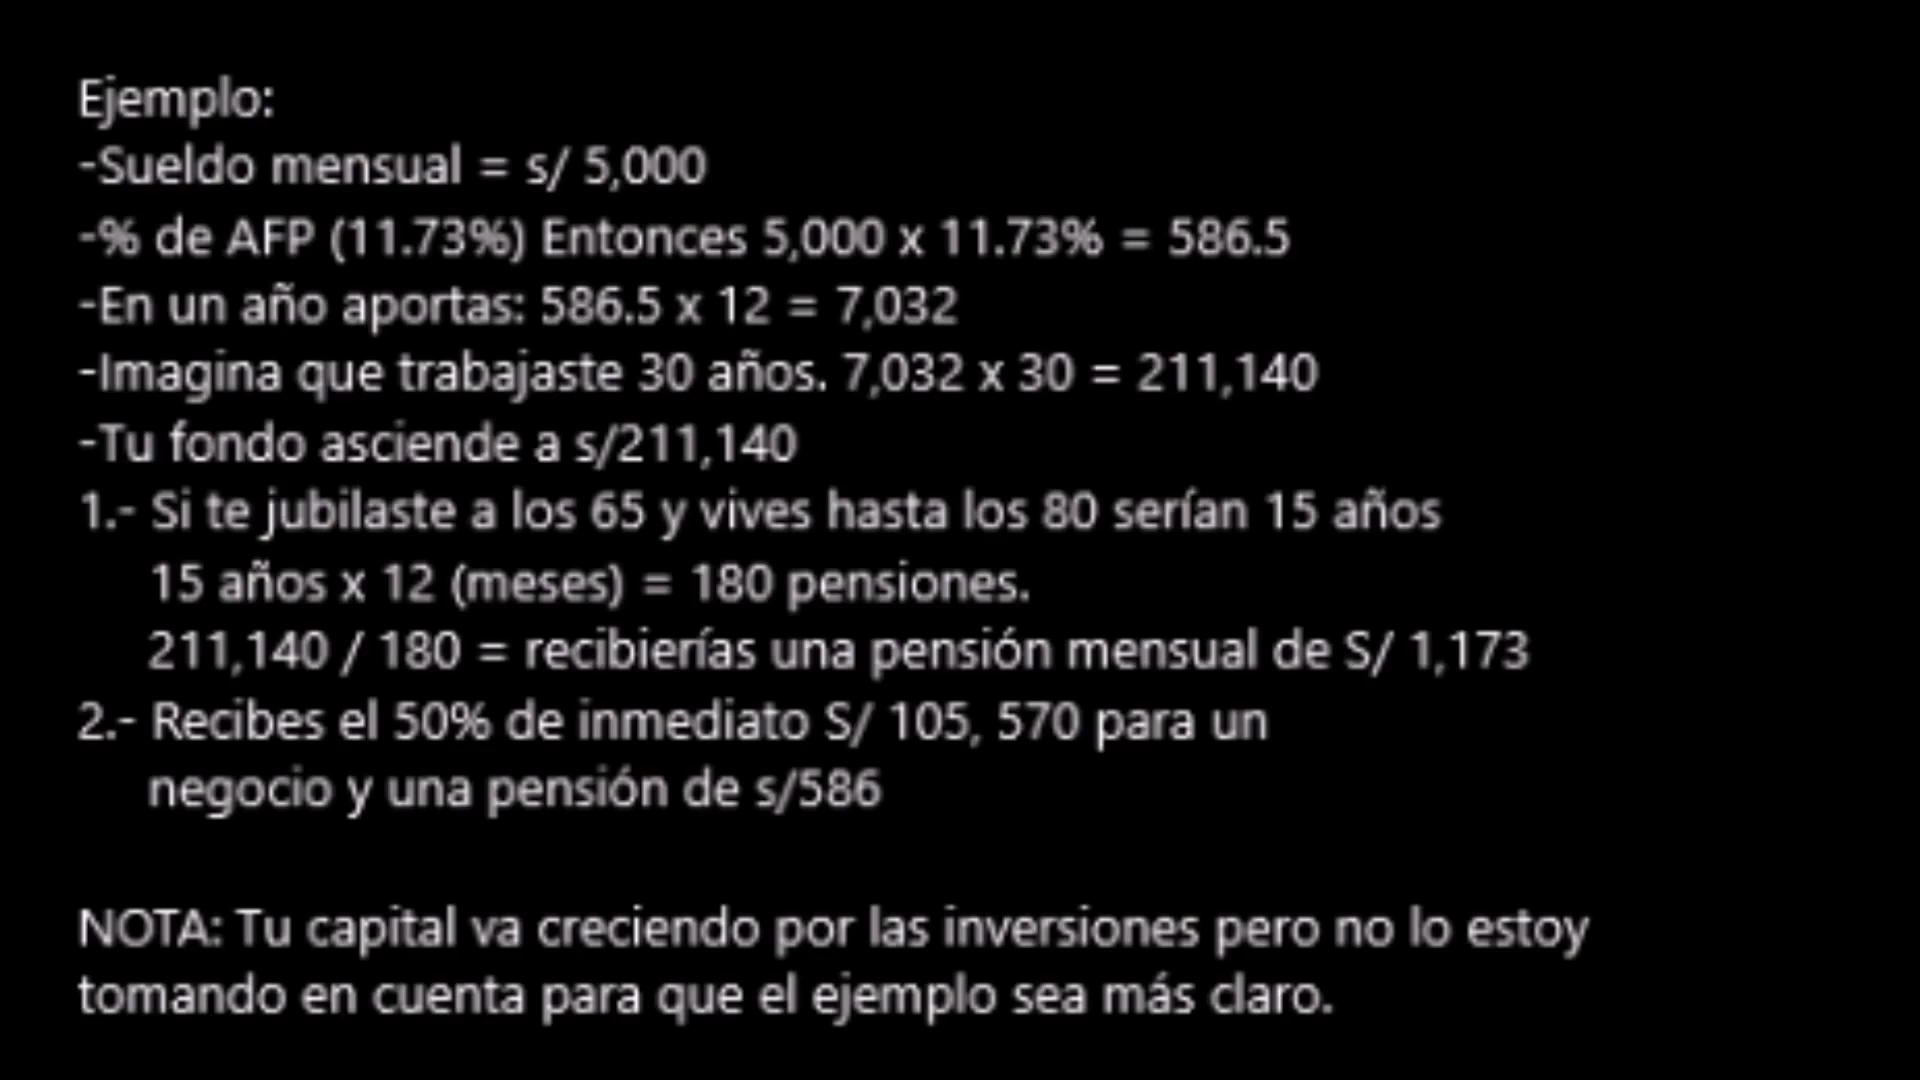 Ejemplo:
-Sueldo mensual = s/ 5,000
-% de AFP (11.73%) Entonces 5,000 x 11.73% = 586.5
-En un año aportas: 586.5 x 12 = 7,032
-Imagina que trabajaste 30 años. 7,032 x 30 = 211,140
-Tu fondo asciende a s/211,140
1.- Si te jubilaste a los 65 y vives hasta los 80 serían 15 años
15 años x 12 (meses) = 180 pensiones.
211,140 / 180 = recibierías una pensión mensual de S/ 1,173
2.- Recibes el 50% de inmediato S/ 105, 570 para un
negocio y una pensión de s/586
NOTA: Tu capital va creciendo por las inversiones pero no lo estoy
tomando en cuenta para que el ejemplo sea más claro.